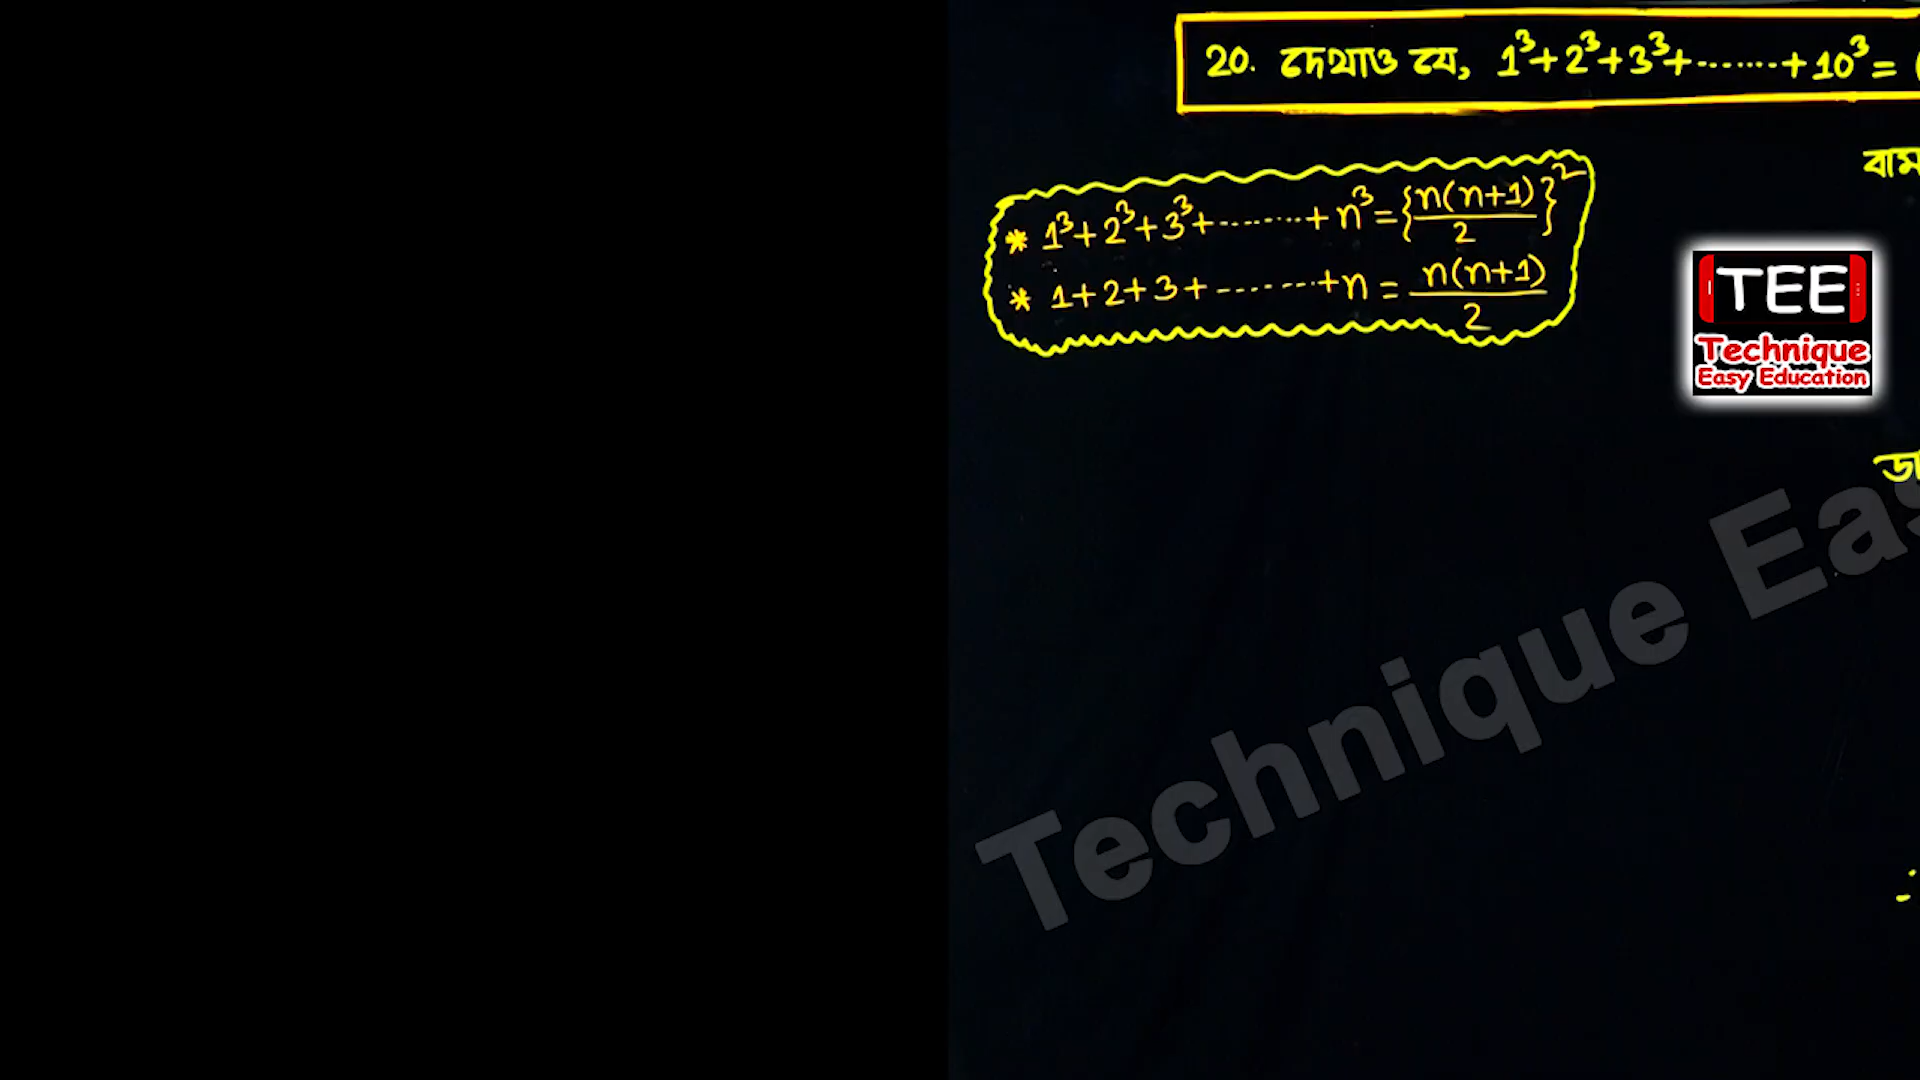 20. দেখাও যে, 1³+2³+3³+·······+10³= (
* 1³+2³+3³+········+n³={n(n+1)/2}²
* 1+2+3+·······+n = n(n+1)/2
বাম
TEE
Technique
Easy Education
ডা
Technique Eas